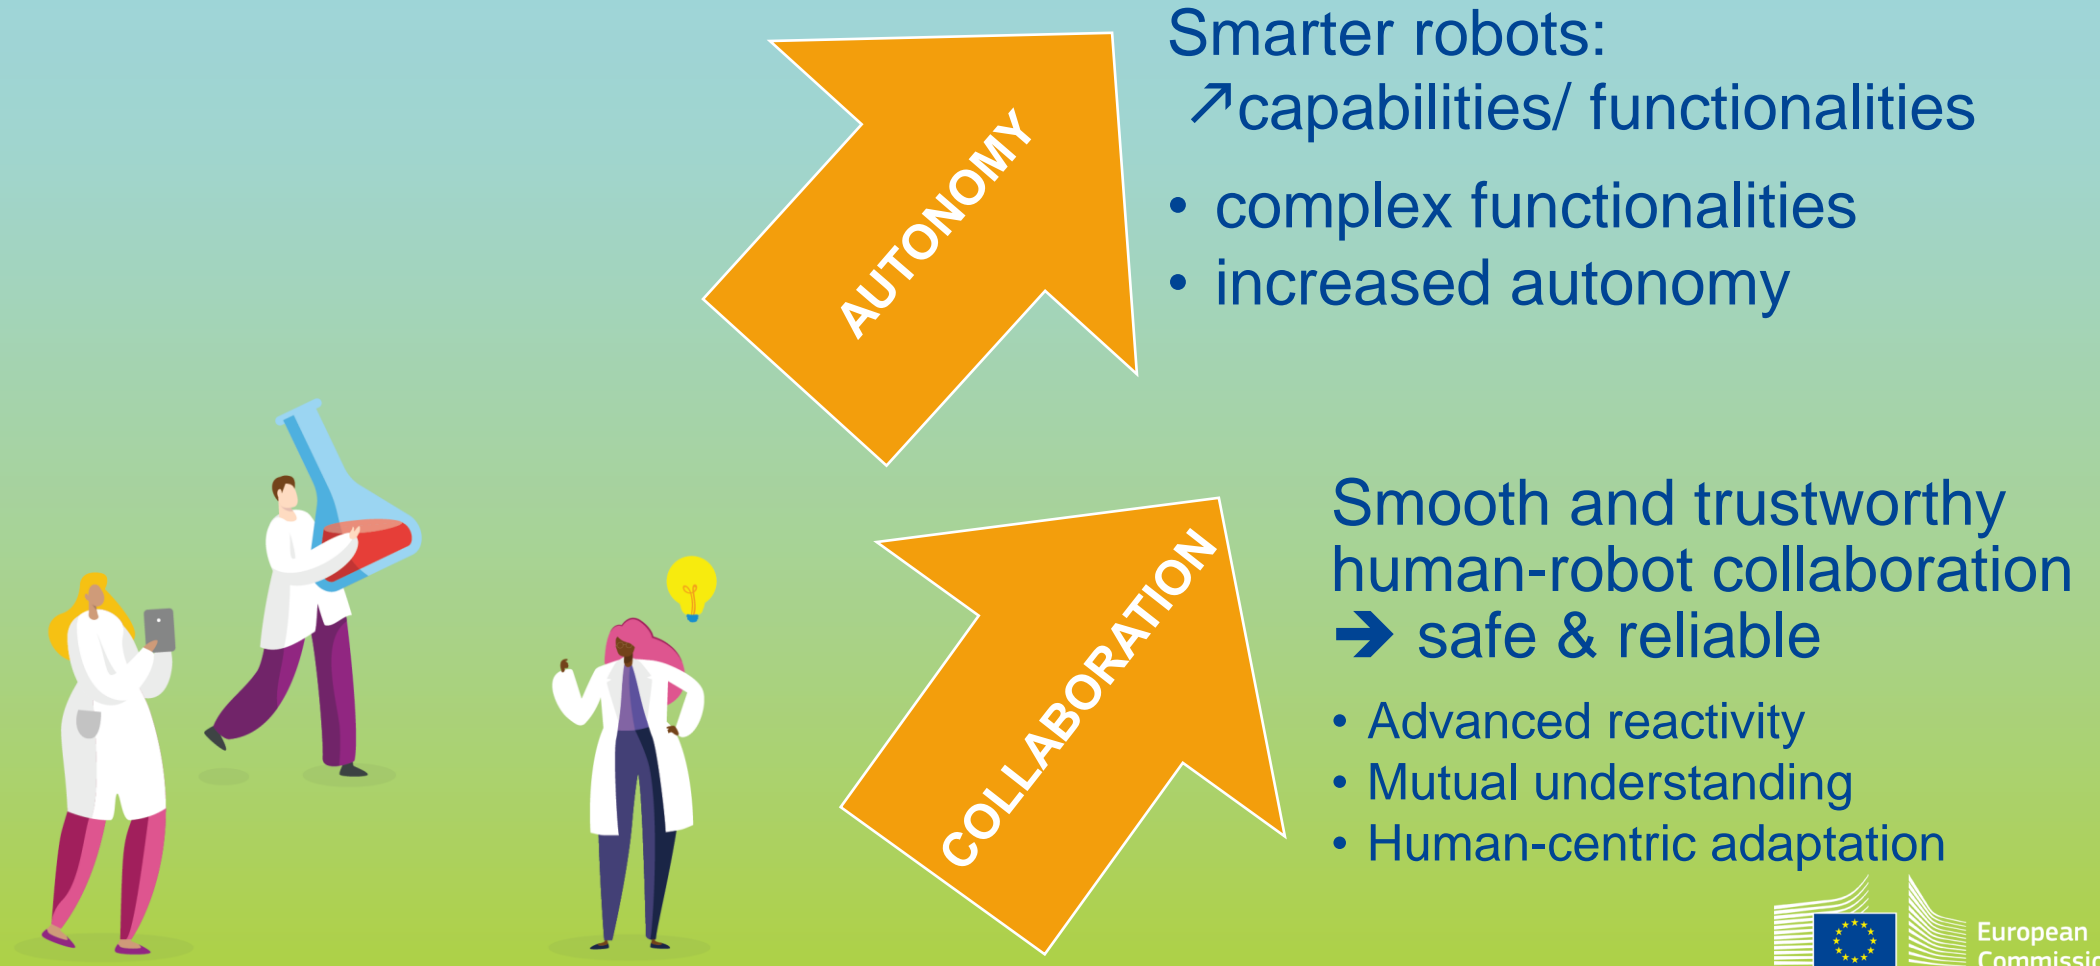 Smarter robots:
↗capabilities/ functionalities
• complex functionalities
• increased autonomy
AUTONOMY
Smooth and trustworthy
human-robot collaboration
➔ safe & reliable
• Advanced reactivity
• Mutual understanding
• Human-centric adaptation
COLLABORATION
European